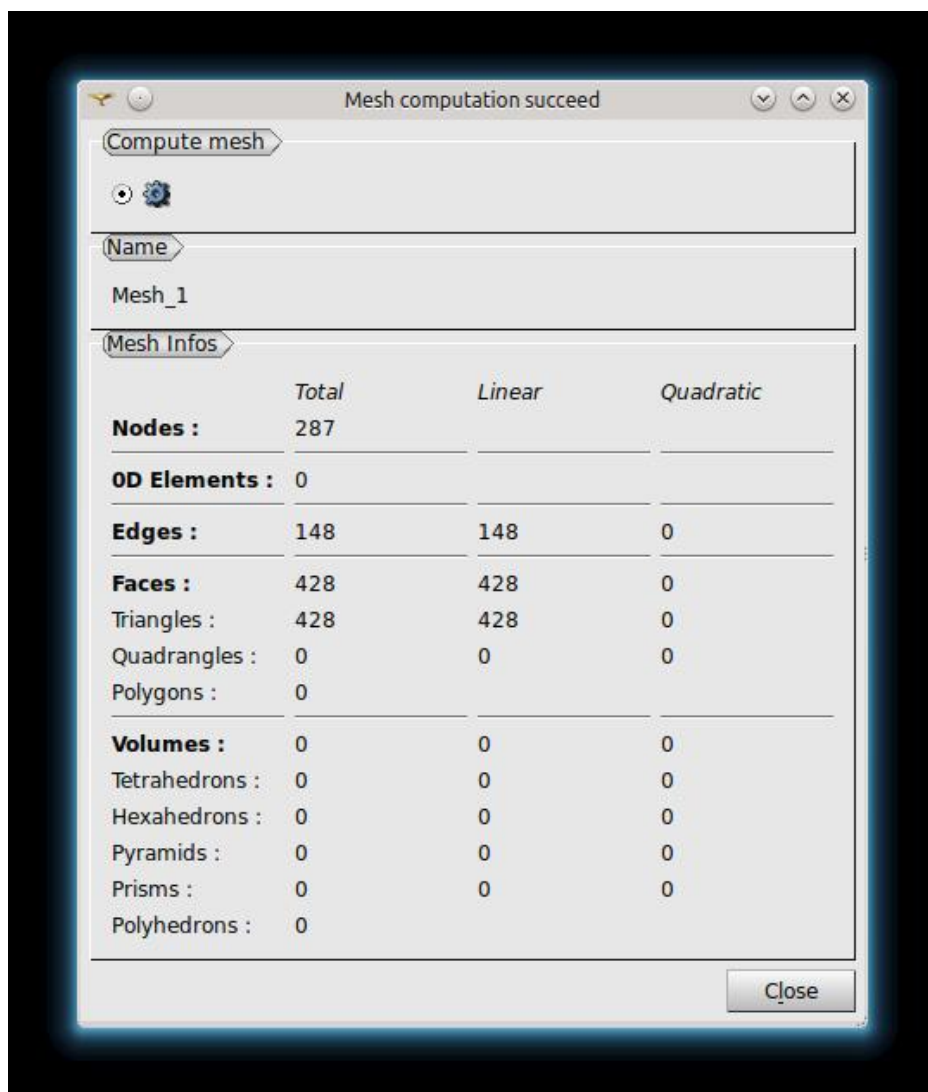 Mesh computation succeed
Compute mesh
Name
Mesh_1
Mesh Infos
Total Linear Quadratic
Nodes : 287
0D Elements : 0
Edges : 148 148 0
Faces : 428 428 0
Triangles : 428 428 0
Quadrangles : 0 0 0
Polygons : 0
Volumes : 0 0 0
Tetrahedrons : 0 0 0
Hexahedrons : 0 0 0
Pyramids : 0 0 0
Prisms : 0 0 0
Polyhedrons : 0
Close